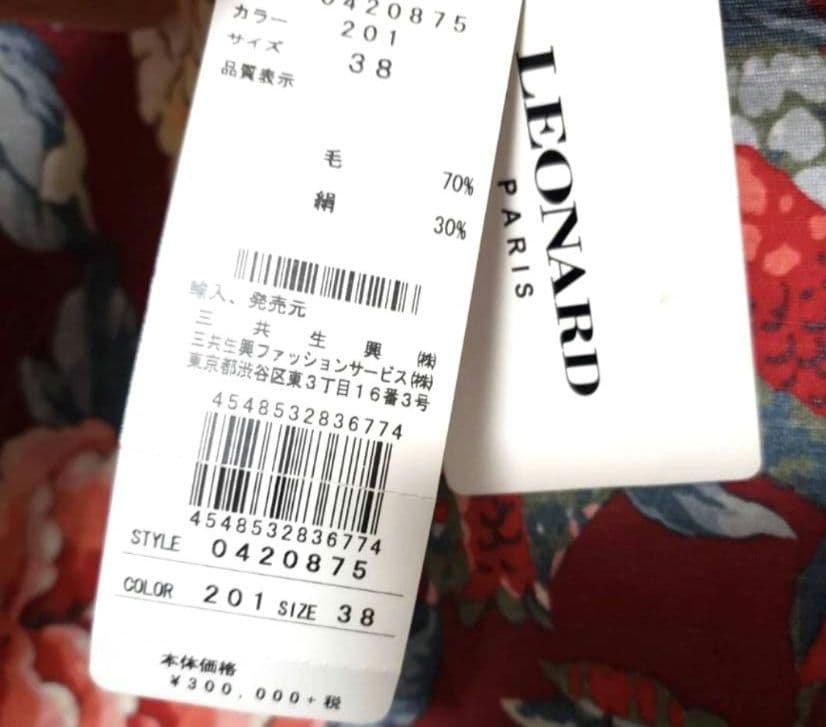 0420875
カラー 201
サイズ 38
品質表示
毛 70%
絹 30%
輸入、発売元
三共生興㈱
三共生興ファッションサービス㈱
東京都渋谷区東3丁目16番3号
4548532836774
4548532836774
STYLE 0420875
COLOR 201 SIZE 38
本体価格
¥300,000+税
LEONARD
PARIS